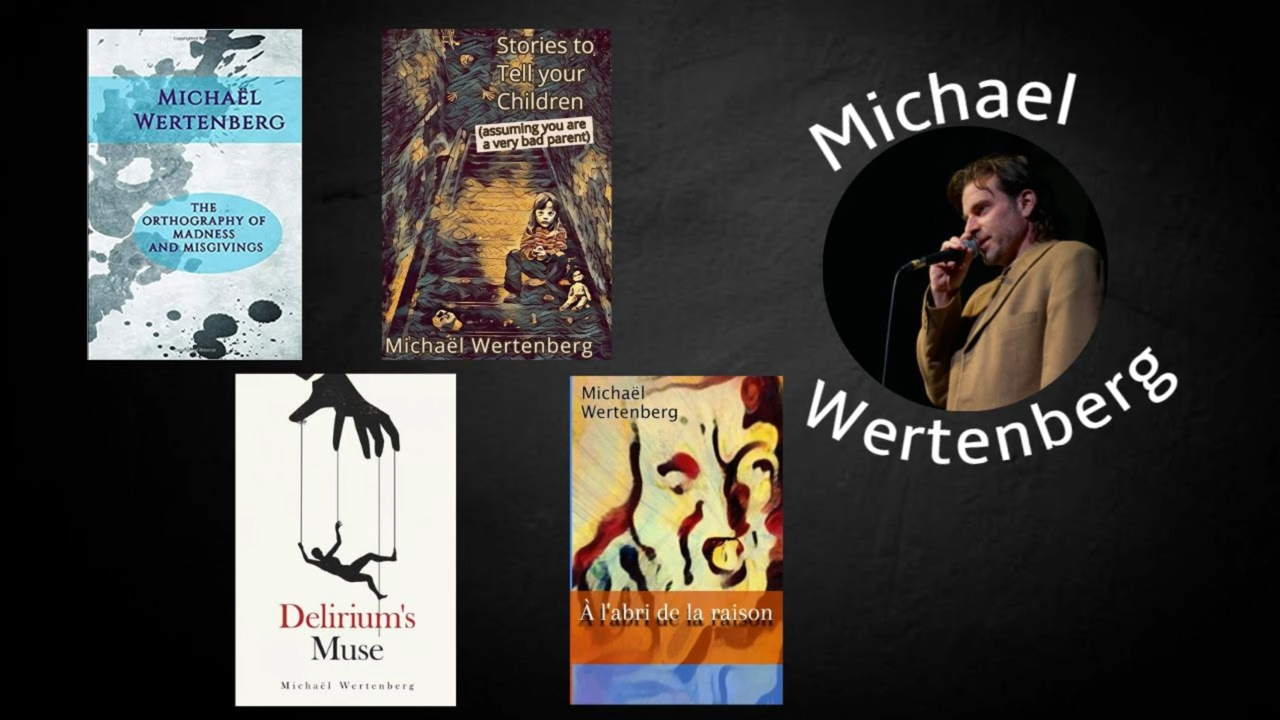 MICHAËL
WERTENBERG
THE
ORTHOGRAPHY OF
MADNESS
AND MISGIVINGS
Stories to
Tell your
Children
(assuming you are
a very bad parent)
Michaël Wertenberg
Delirium's
Muse
Michaël Wertenberg
Michaël
Wertenberg
À l'abri de la raison
Michael
Wertenberg